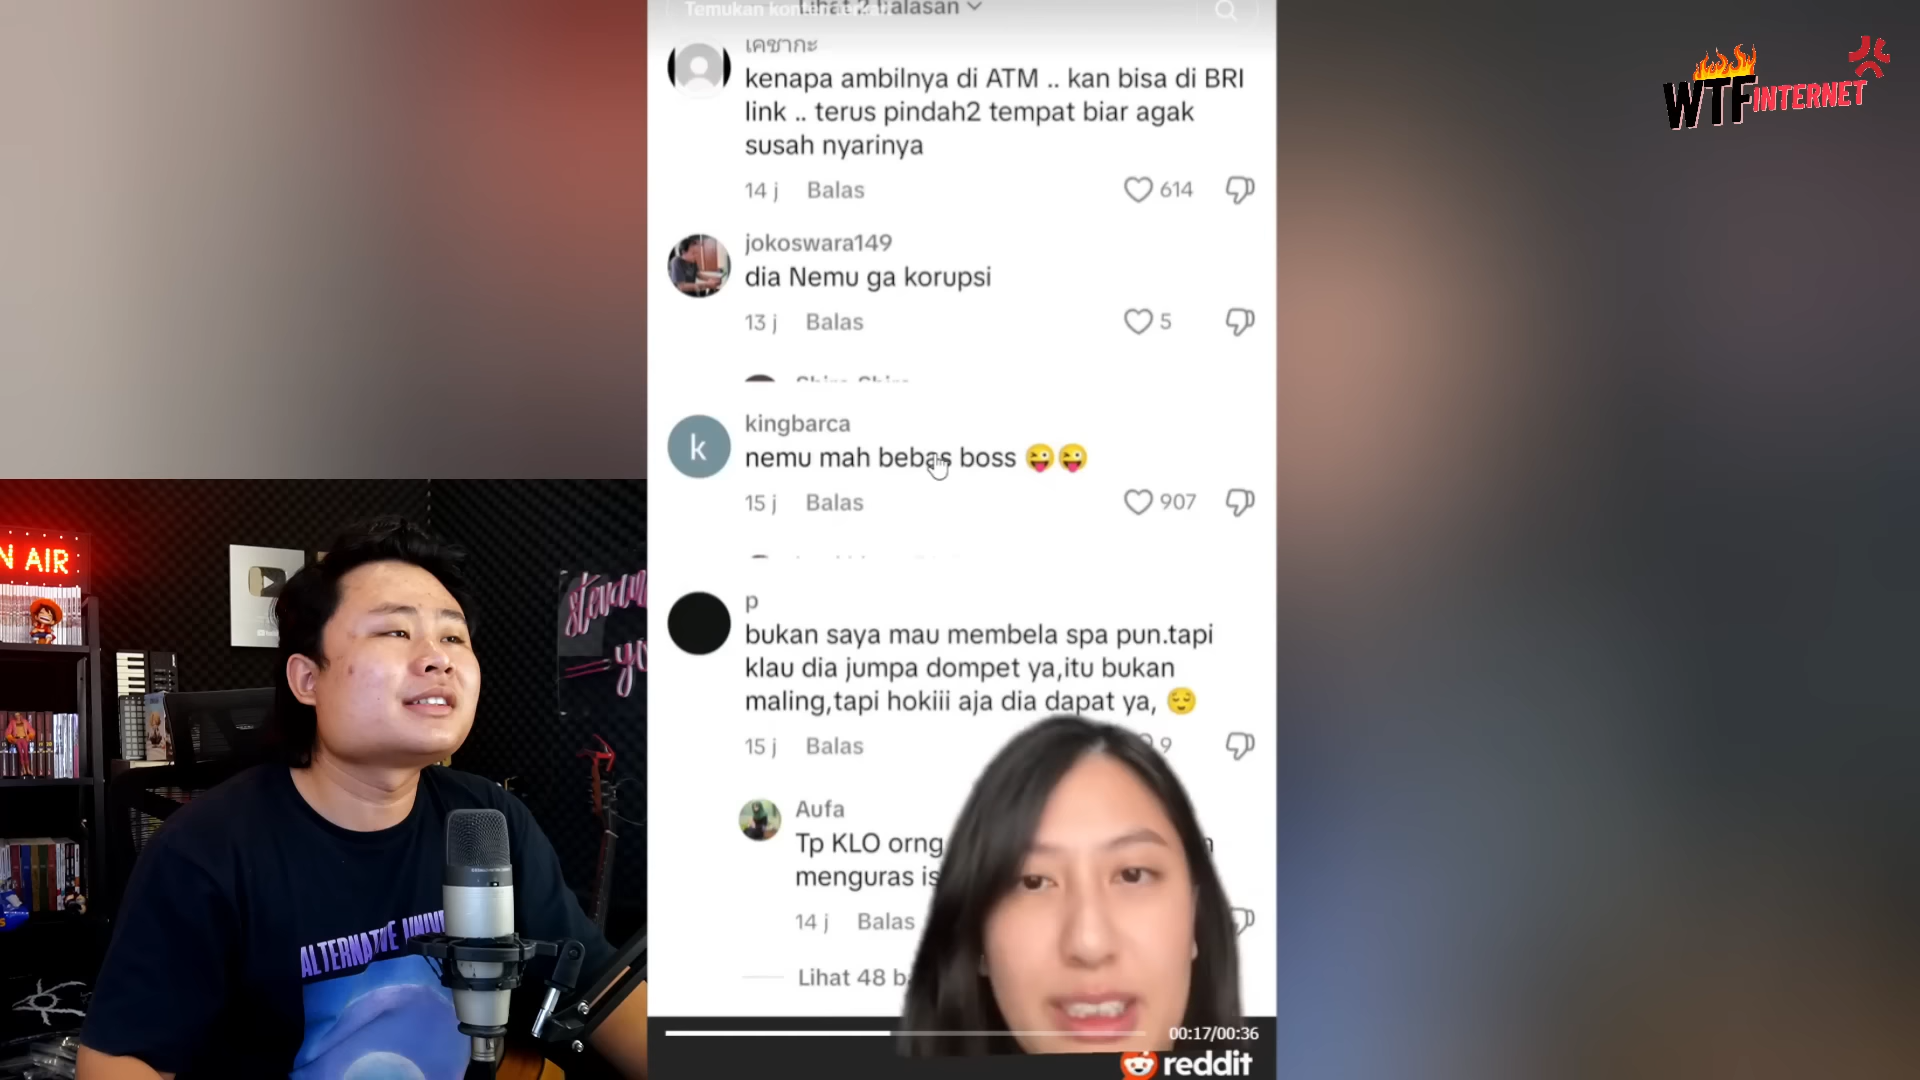 Temukan
Lihat 2 balasan
เคชากะ
kenapa ambilnya di ATM .. kan bisa di BRI
link .. terus pindah2 tempat biar agak
susah nyarinya
14 j Balas 614
jokoswara149
dia Nemu ga korupsi
13 j Balas 5
kingbarca
nemu mah bebas boss 😜😜
15 j Balas 907
p
bukan saya mau membela spa pun.tapi
klau dia jumpa dompet ya,itu bukan
maling,tapi hokiii aja dia dapat ya, 😌
15 j Balas 9
Aufa
Tp KLO orng
menguras
14 j Balas
Lihat 48
00:17/00:36
reddit
WTF INTERNET
N AIR
stevan
ALTERNATIVE
k